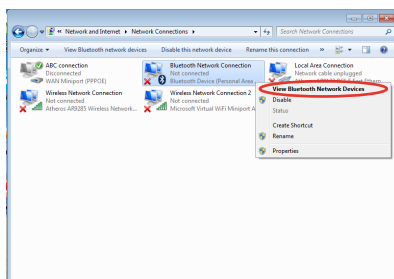 Network and Internet ▸ Network Connections ▸
Search Network Connections
Organize ▾ View Bluetooth network devices Disable this network device Rename this connection »
ABC connection
Disconnected
WAN Miniport (PPPOE)
Bluetooth Network Connection
Not connected
Bluetooth Device (Personal Area...
Local Area Connection
Network cable unplugged
Wireless Network Connection
Not connected
Atheros AR9285 Wireless Network...
Wireless Network Connection 2
Not connected
Microsoft Virtual WiFi Miniport A
View Bluetooth Network Devices
Disable
Status
Create Shortcut
Rename
Properties